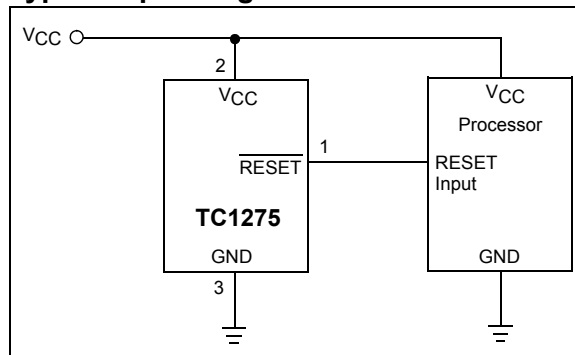 VCC
2
VCC
RESET
1
TC1275
GND
3
VCC
Processor
RESET
Input
GND